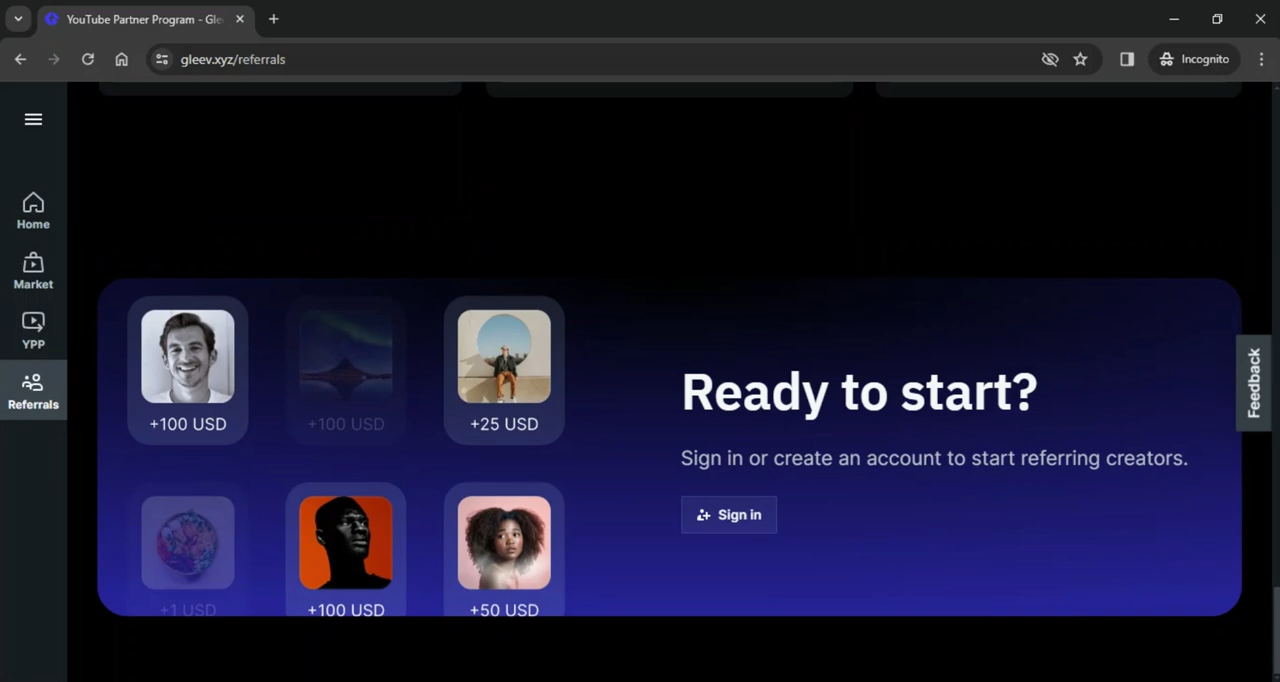 YouTube Partner Program - Glee
gleev.xyz/referrals
Incognito
Home
Market
YPP
Referrals
+100 USD
+100 USD
+25 USD
+1 USD
+100 USD
+50 USD
Ready to start?
Sign in or create an account to start referring creators.
Sign in
Feedback